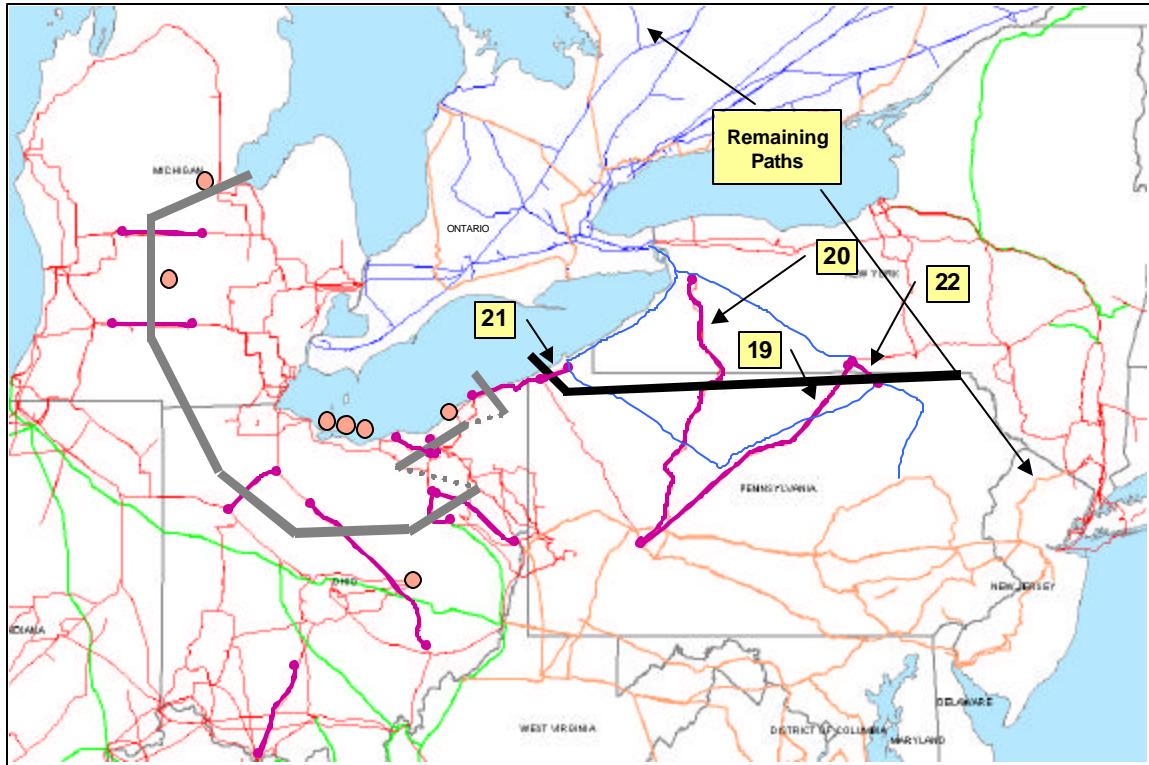 Remaining
Paths
MICHIGAN
ONTARIO
20
NEW YORK
22
21
19
PENNSYLVANIA
OHIO
NEW JERSEY
INDIANA
DELAWARE
WEST VIRGINIA
DISTRICT OF COLUMBIA
MARYLAND